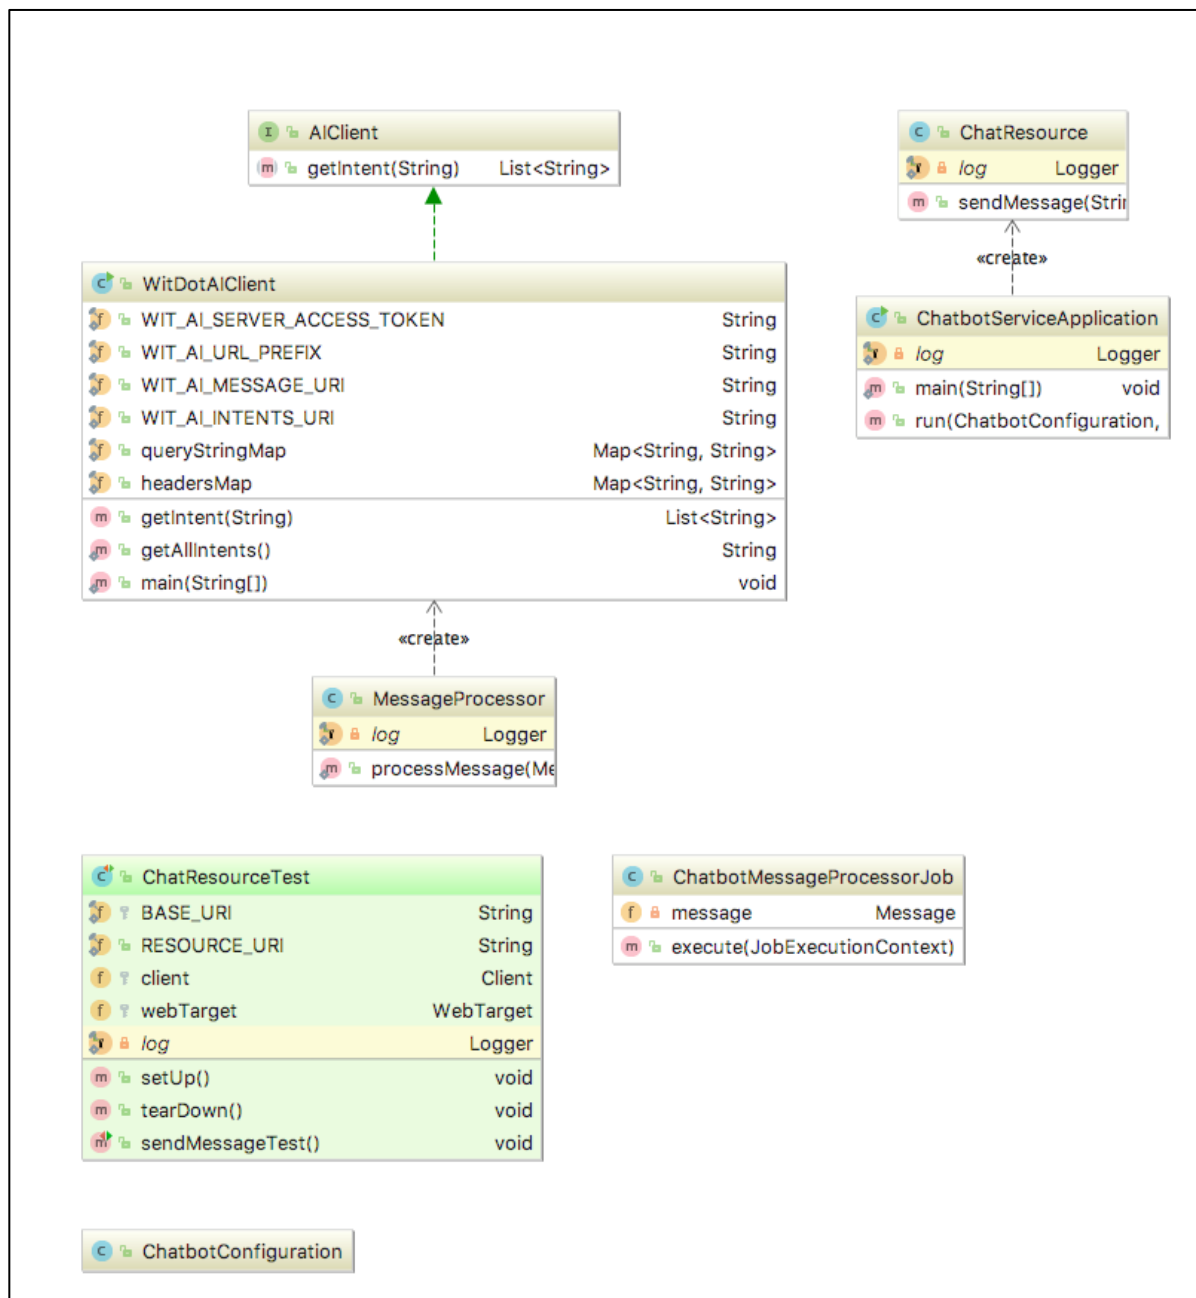 AIClient
getIntent(String) List<String>
ChatResource
log Logger
sendMessage(Strin
«create»
WitDotAIClient
WIT_AI_SERVER_ACCESS_TOKEN String
WIT_AI_URL_PREFIX String
WIT_AI_MESSAGE_URI String
WIT_AI_INTENTS_URI String
queryStringMap Map<String, String>
headersMap Map<String, String>
getIntent(String) List<String>
getAllIntents() String
main(String[]) void
ChatbotServiceApplication
log Logger
main(String[]) void
run(ChatbotConfiguration,
«create»
MessageProcessor
log Logger
processMessage(Me
ChatResourceTest
BASE_URI String
RESOURCE_URI String
client Client
webTarget WebTarget
log Logger
setUp() void
tearDown() void
sendMessageTest() void
ChatbotMessageProcessorJob
message Message
execute(JobExecutionContext)
ChatbotConfiguration